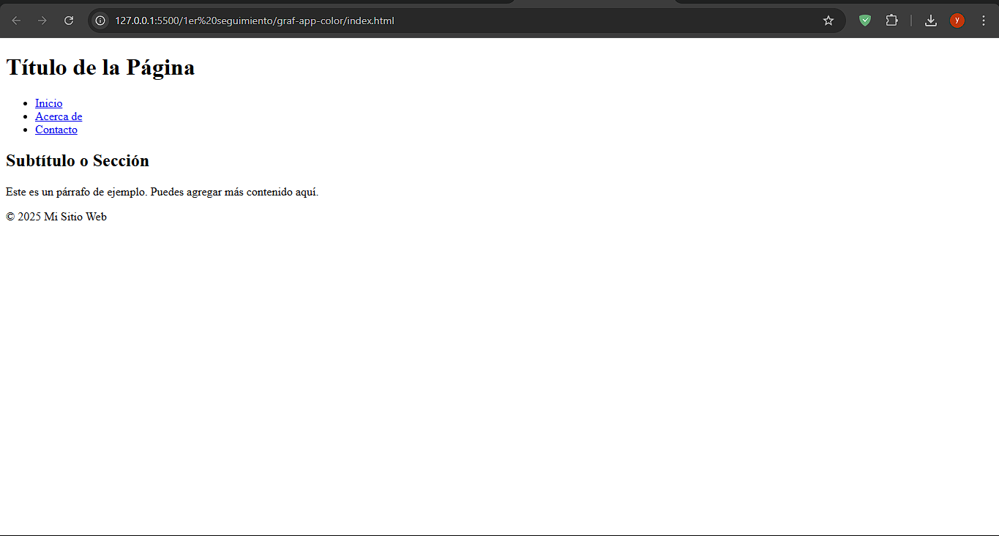 127.0.0.1:5500/1er%20seguimiento/graf-app-color/index.html
y
Título de la Página
Inicio
Acerca de
Contacto
Subtítulo o Sección
Este es un párrafo de ejemplo. Puedes agregar más contenido aquí.
© 2025 Mi Sitio Web